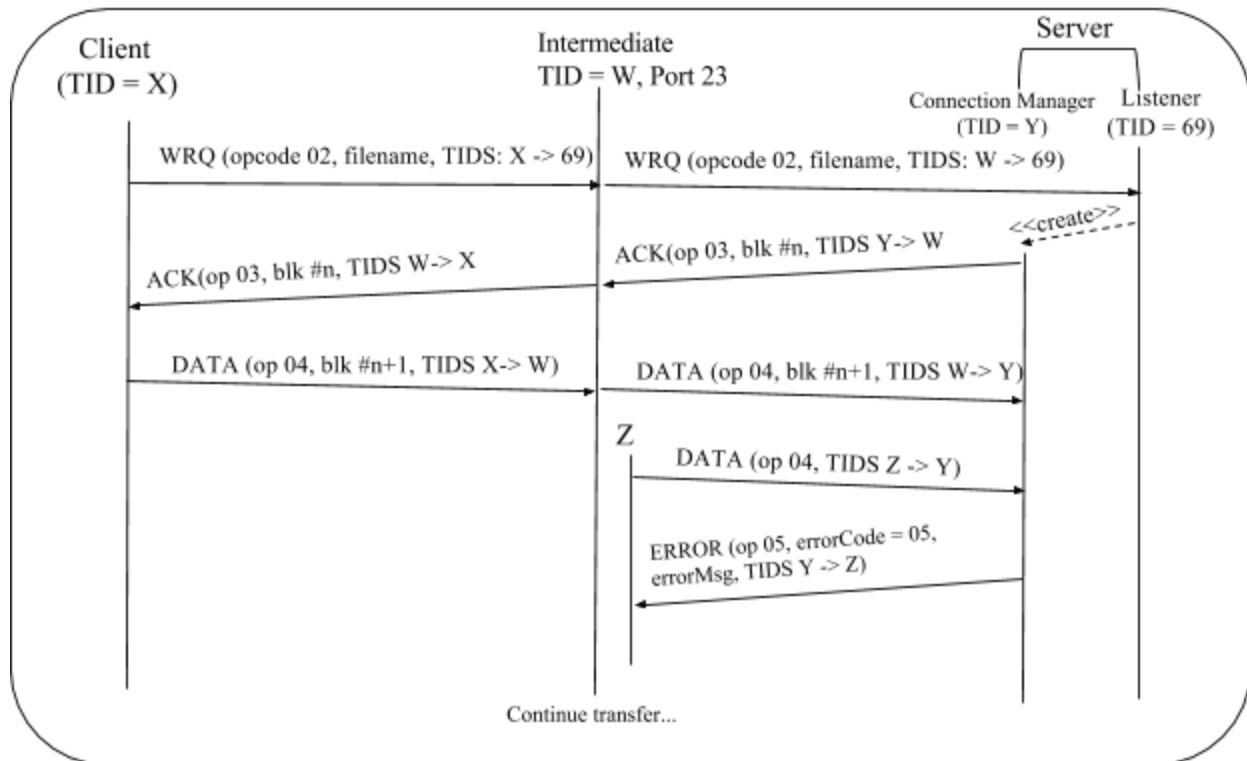 Server
Client
(TID = X)
Intermediate
TID = W, Port 23
Connection Manager
(TID = Y)
Listener
(TID = 69)
WRQ (opcode 02, filename, TIDS: X -> 69)
WRQ (opcode 02, filename, TIDS: W -> 69)
<<create>>
ACK(op 03, blk #n, TIDS Y-> W
ACK(op 03, blk #n, TIDS W-> X
DATA (op 04, blk #n+1, TIDS X-> W)
DATA (op 04, blk #n+1, TIDS W-> Y)
Z
DATA (op 04, TIDS Z -> Y)
ERROR (op 05, errorCode = 05,
errorMsg, TIDS Y -> Z)
Continue transfer...